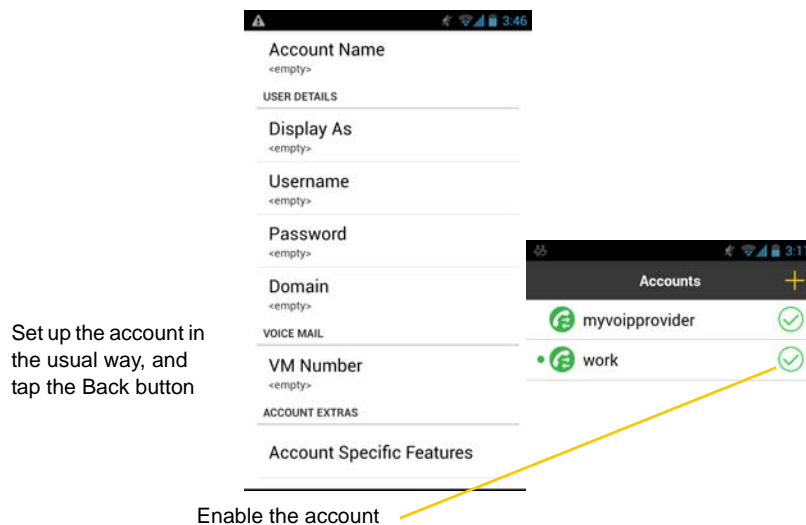 3:46
Account Name
<empty>
USER DETAILS
Display As
<empty>
Username
<empty>
Password
<empty>
Domain
<empty>
VOICE MAIL
VM Number
<empty>
ACCOUNT EXTRAS
Account Specific Features
Set up the account in
the usual way, and
tap the Back button
3:11
Accounts
myvoipprovider
work
Enable the account